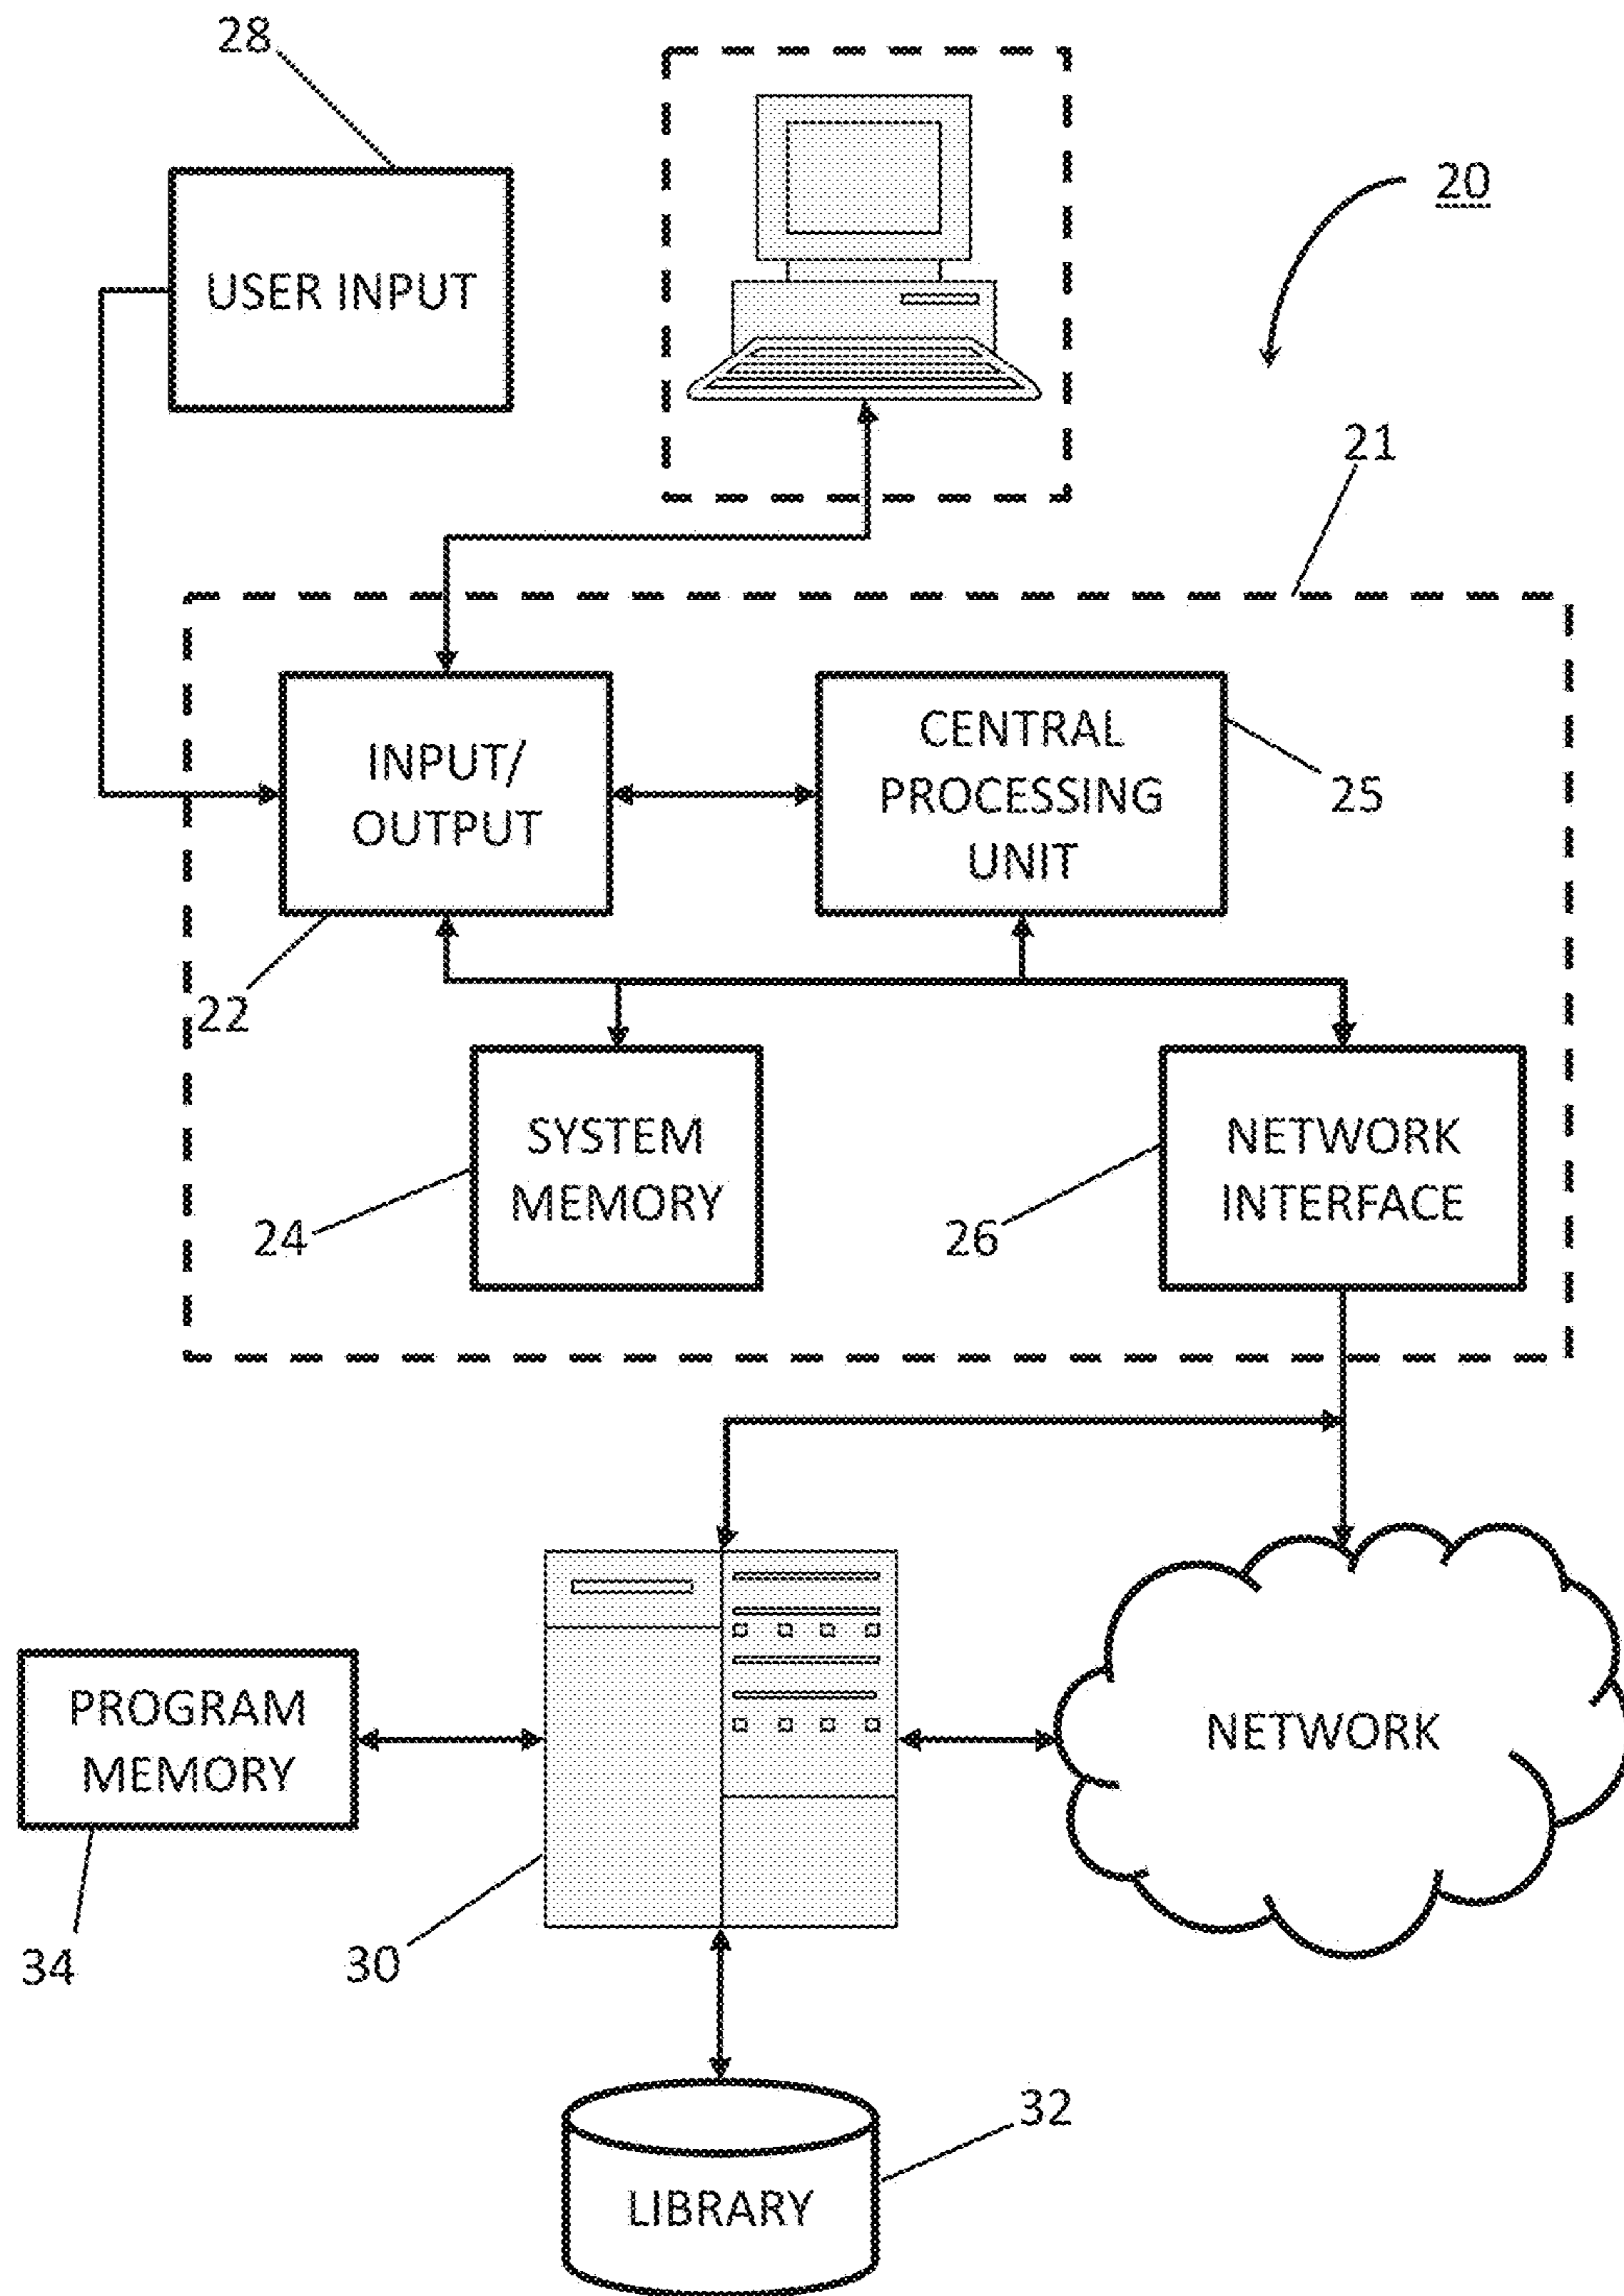 28
20
USER INPUT
21
INPUT/
OUTPUT
CENTRAL
PROCESSING
UNIT
25
22
SYSTEM
MEMORY
NETWORK
INTERFACE
24
26
PROGRAM
MEMORY
NETWORK
34
30
32
LIBRARY